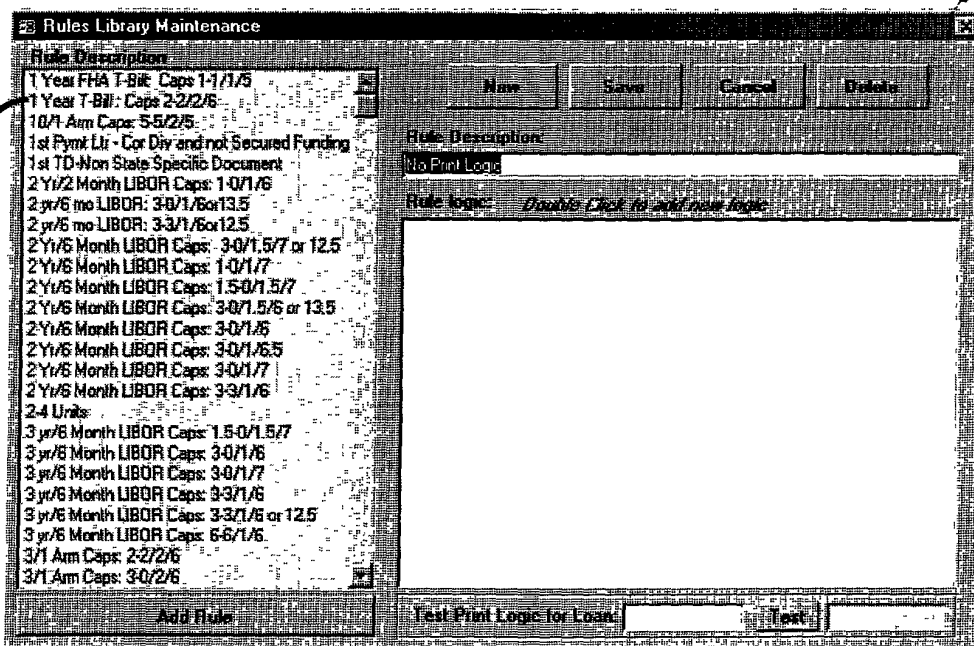 Rules Library Maintenance
Rule Description
1 Year FHA T-Bill: Caps 1-1/1/5
1 Year T-Bill: Caps 2-2/2/6
10/1 Arm Caps: 5-5/2/5
1st Pymt Ltr - Cor Div and not Secured Funding
1st TD-Non State Specific Document
2 Yr/2 Month LIBOR Caps: 1-0/1/6
2 yr/6 mo LIBOR: 3-0/1/6or13.5
2 yr/6 mo LIBOR: 3-3/1/6or12.5
2 Yr/6 Month LIBOR Caps: 3-0/1.5/7 or 12.5
2 Yr/6 Month LIBOR Caps: 1-0/1/7
2 Yr/6 Month LIBOR Caps: 1.5-0/1.5/7
2 Yr/6 Month LIBOR Caps: 3-0/1.5/6 or 13.5
2 Yr/6 Month LIBOR Caps: 3-0/1/6
2 Yr/6 Month LIBOR Caps: 3-0/1/6.5
2 Yr/6 Month LIBOR Caps: 3-0/1/7
2 Yr/6 Month LIBOR Caps: 3-3/1/6
2-4 Units
3 yr/6 Month LIBOR Caps: 1.5-0/1.5/7
3 yr/6 Month LIBOR Caps: 3-0/1/6
3 yr/6 Month LIBOR Caps: 3-0/1/7
3 yr/6 Month LIBOR Caps: 3-3/1/6
3 yr/6 Month LIBOR Caps: 3-3/1/6 or 12.5
3 yr/6 Month LIBOR Caps: 6-6/1/6
3/1 Arm Caps: 2-2/2/6
3/1 Arm Caps: 3-0/2/6
Add Rule
New Save Cancel Delete
Rule Description:
No Print Logic
Rule logic: Double Click to add new logic
Test Print Logic for Loan: Test